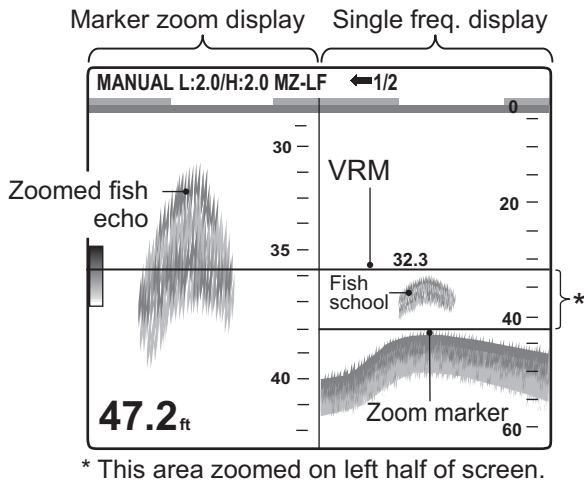 Marker zoom display
Single freq. display
MANUAL L:2.0/H:2.0 MZ-LF ⬅1/2
0
30
Zoomed fish
echo
VRM
20
35
32.3
Fish
school
*
40
40
47.2ft
Zoom marker
60
* This area zoomed on left half of screen.